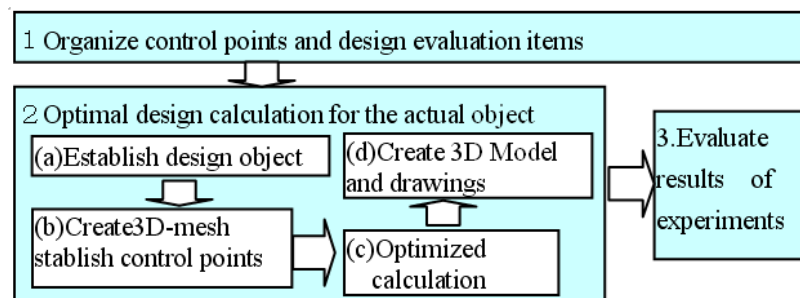 1 Organize control points and design evaluation items
2 Optimal design calculation for the actual object
(a)Establish design object
(b)Create3D-mesh
stablish control points
(c)Optimized
calculation
(d)Create 3D Model
and drawings
3.Evaluate
results of
experiments